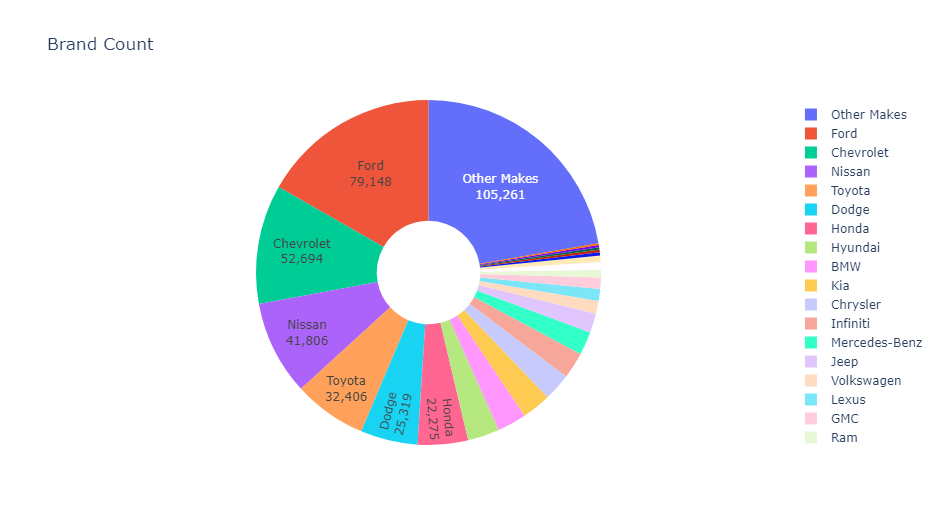 Brand Count
Other Makes
105,261
Ford
79,148
Chevrolet
52,694
Nissan
41,806
Toyota
32,406
Dodge
25,319
Honda
22,275
Other Makes
Ford
Chevrolet
Nissan
Toyota
Dodge
Honda
Hyundai
BMW
Kia
Chrysler
Infiniti
Mercedes-Benz
Jeep
Volkswagen
Lexus
GMC
Ram